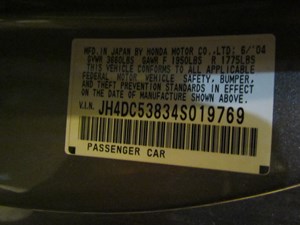 MFD. IN JAPAN BY HONDA MOTOR CO.,LTD. 6/'04
GVWR 3680LBS GAWR F 1950LBS R 1775LBS
THIS VEHICLE CONFORMS TO ALL APPLICABLE
FEDERAL MOTOR VEHICLE SAFETY, BUMPER,
AND THEFT PREVENTION STANDARDS IN EFFECT
ON THE DATE OF MANUFACTURE SHOWN ABOVE.
V.I.N. JH4DC53834S019769
PASSENGER CAR